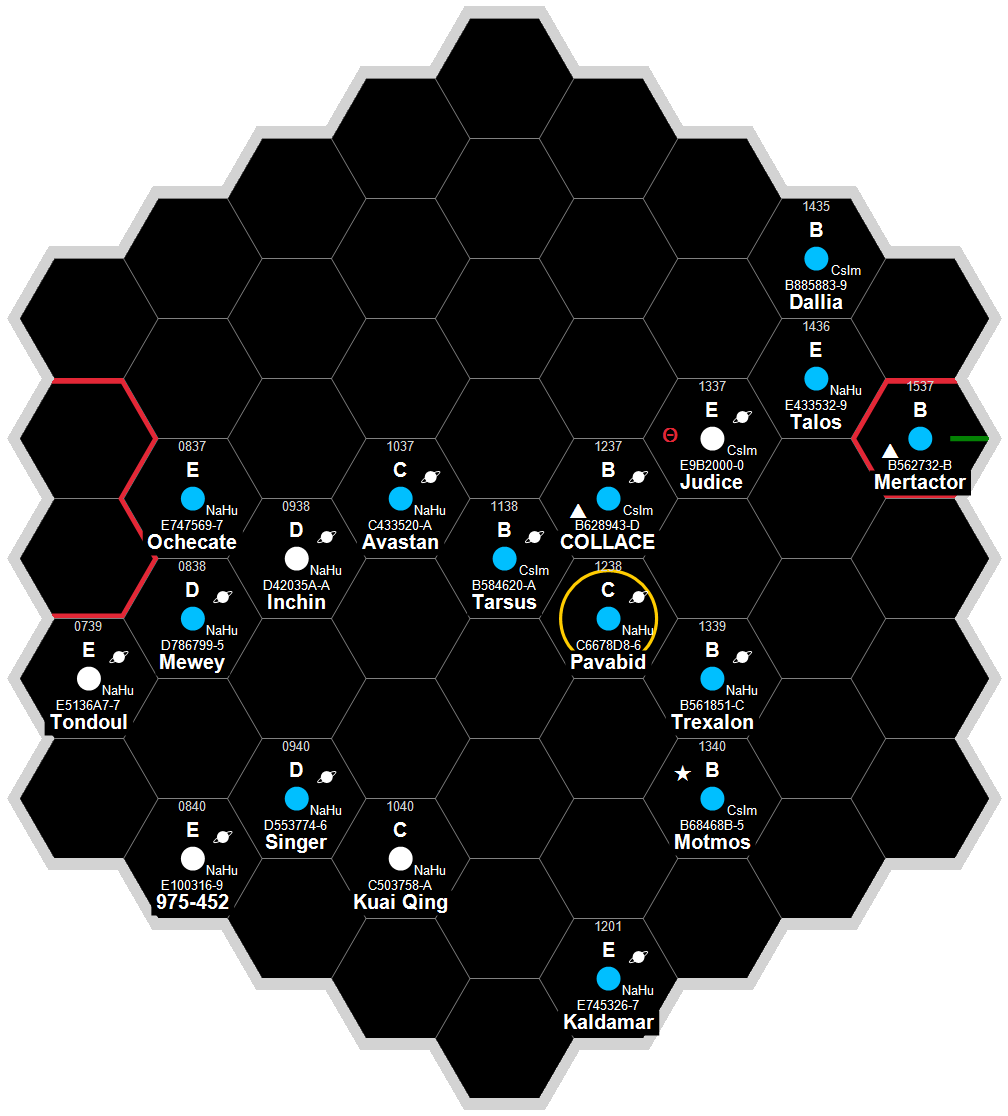 1435
B
CsIm
B885883-9
Dallia
1436
E
NaHu
E433532-9
Talos
1337
E
CsIm
E9B2000-0
Judice
1537
B
B562732-B
Mertactor
0837
E
NaHu
E747569-7
Ochecate
1037
C
NaHu
C433520-A
Avastan
1237
B
CsIm
B628943-D
COLLACE
0938
D
NaHu
D42035A-A
Inchin
1138
B
CsIm
B584620-A
Tarsus
0838
D
NaHu
D786799-5
Mewey
1238
C
NaHu
C6678D8-6
Pavabid
0739
E
NaHu
E5136A7-7
Tondoul
1339
B
NaHu
B561851-C
Trexalon
0940
D
NaHu
D553774-6
Singer
1340
B
CsIm
B68468B-5
Motmos
0840
E
NaHu
E100316-9
975-452
1040
C
NaHu
C503758-A
Kuai Qing
1201
E
NaHu
E745326-7
Kaldamar